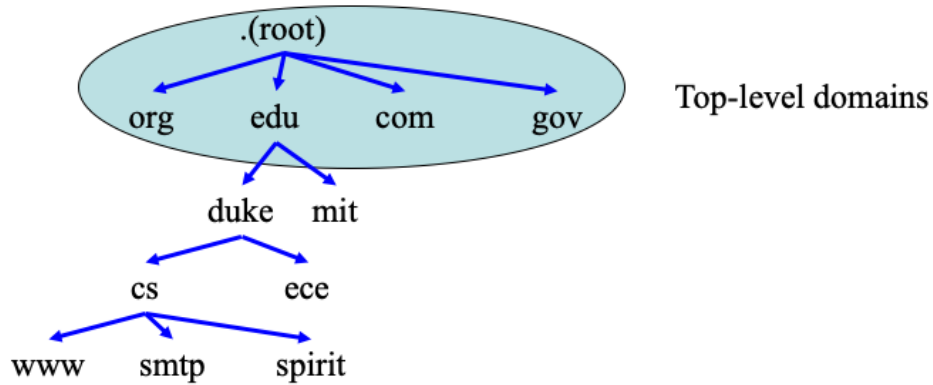 .(root)
org edu com gov
Top-level domains
duke mit
cs ece
www smtp spirit